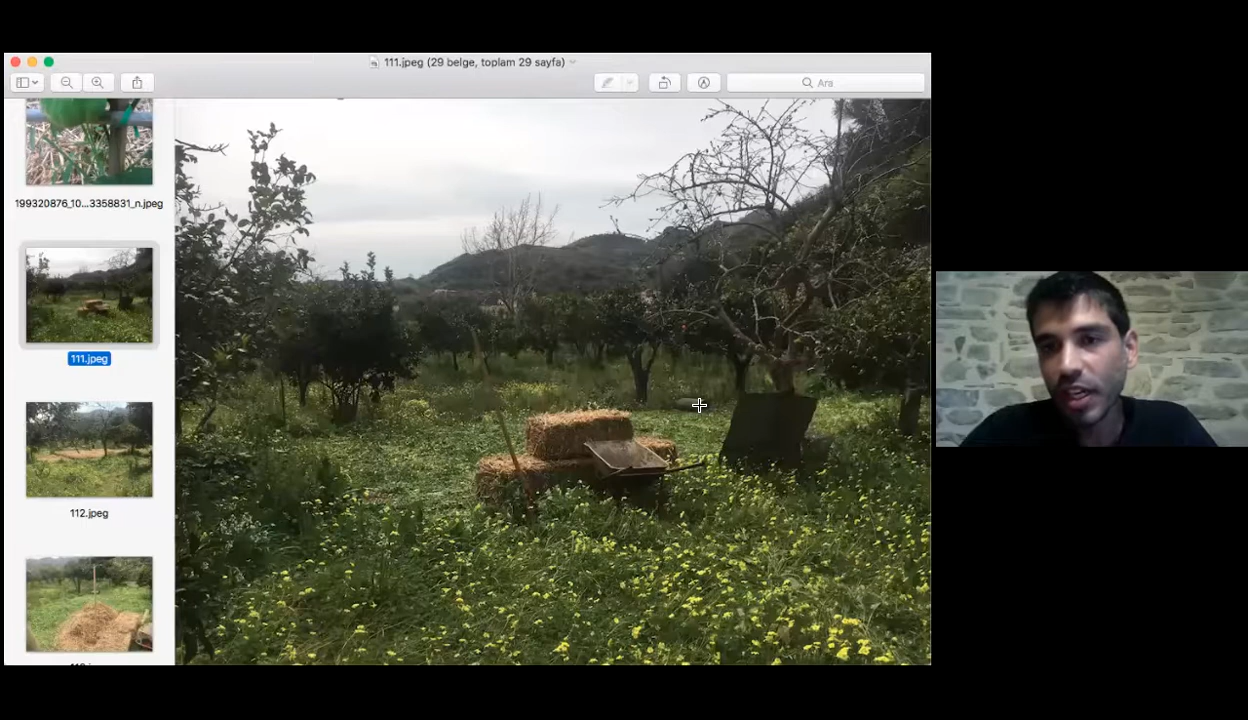 111.jpeg (29 belge, toplam 29 sayfa)
Ara
199320876_10...3358831_n.jpeg
111.jpeg
112.jpeg